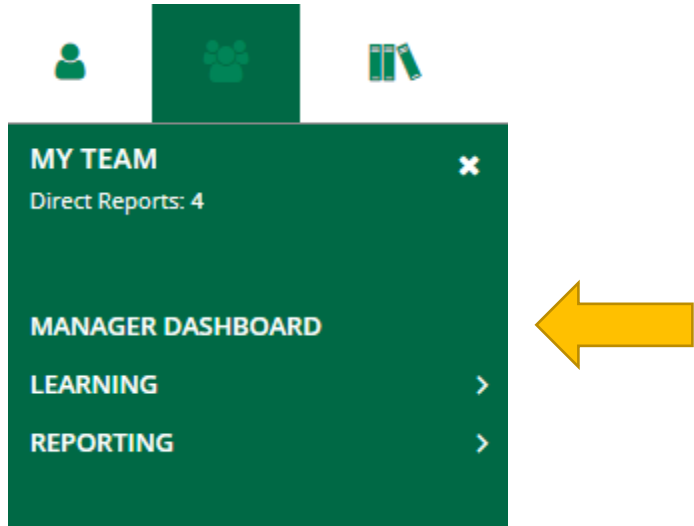 MY TEAM
Direct Reports: 4
MANAGER DASHBOARD
LEARNING
REPORTING